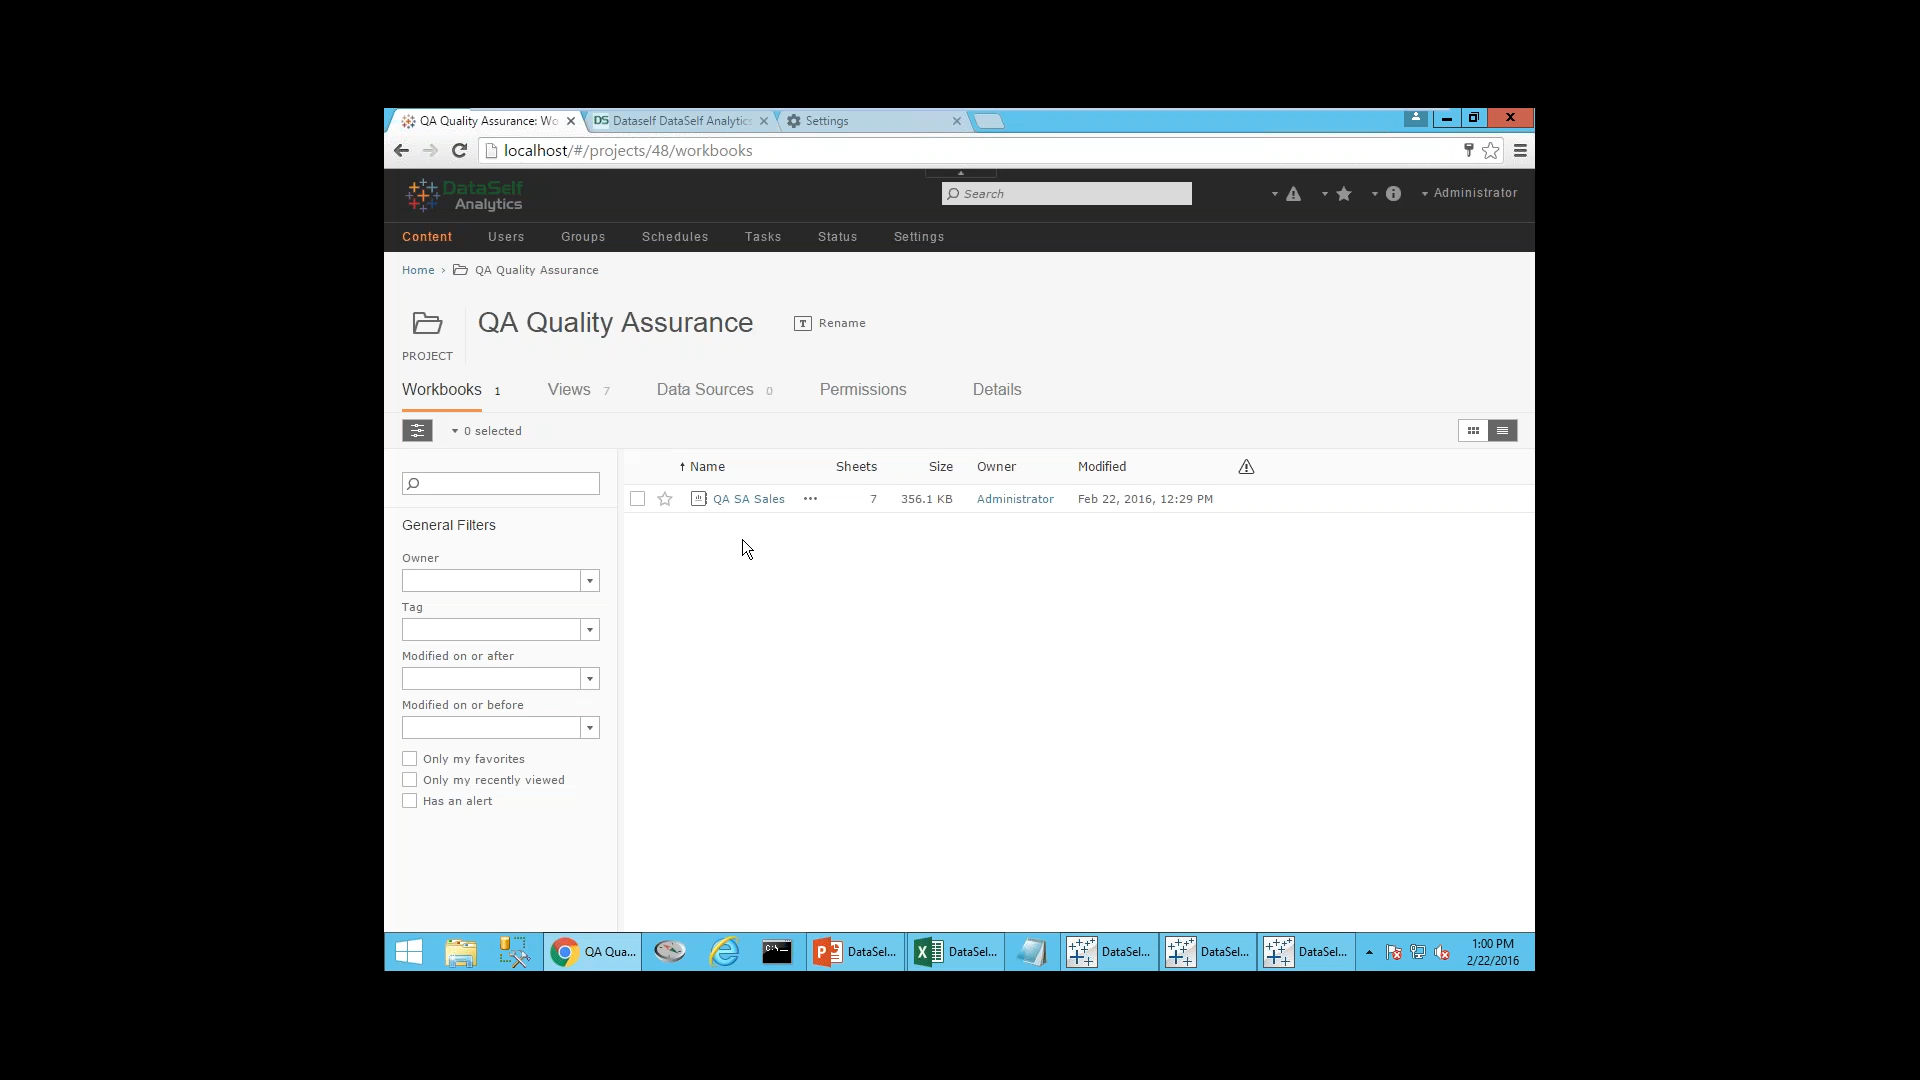 QA Quality Assurance: Wo
Dataself DataSelf Analytics
Settings
localhost/#/projects/48/workbooks
DataSelf
Analytics
Search
Administrator
Content Users Groups Schedules Tasks Status Settings
Home › QA Quality Assurance
QA Quality Assurance
T Rename
PROJECT
Workbooks 1 Views 7 Data Sources 0 Permissions Details
0 selected
Name Sheets Size Owner Modified
QA SA Sales ••• 7 356.1 KB Administrator Feb 22, 2016, 12:29 PM
General Filters
Owner
Tag
Modified on or after
Modified on or before
Only my favorites
Only my recently viewed
Has an alert
QA Qua... DataSel... DataSel... DataSel... DataSel... DataSel...
1:00 PM
2/22/2016